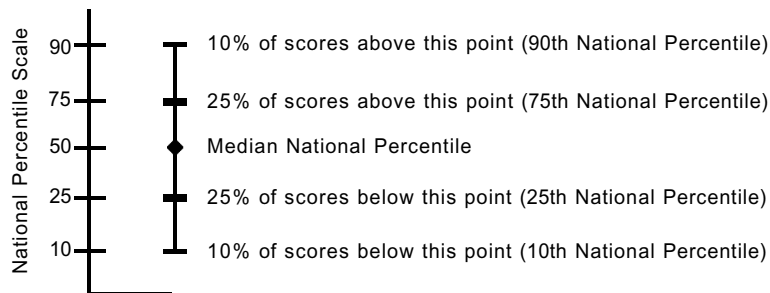 National Percentile Scale
90 10% of scores above this point (90th National Percentile)
75 25% of scores above this point (75th National Percentile)
50 Median National Percentile
25 25% of scores below this point (25th National Percentile)
10 10% of scores below this point (10th National Percentile)